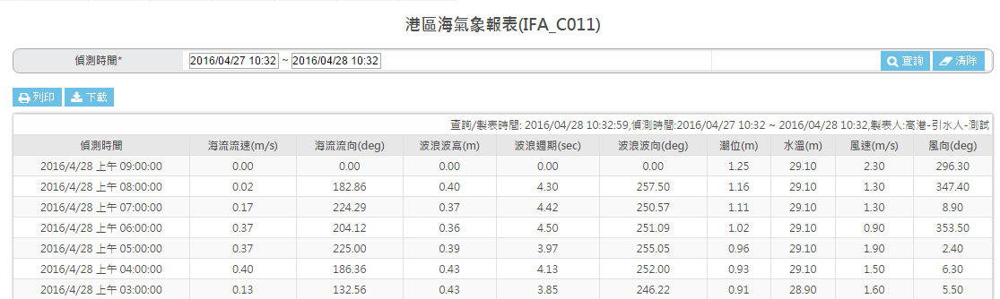 港區海氣象報表(IFA_C011)
偵測時間* 2016/04/27 10:32 ~ 2016/04/28 10:32 查詢 清除
列印 下載
查詢/製表時間: 2016/04/28 10:32:59,偵測時間:2016/04/27 10:32 ~ 2016/04/28 10:32,製表人:高港-引水人-測試
偵測時間 海流流速(m/s) 海流流向(deg) 波浪波高(m) 波浪週期(sec) 波浪波向(deg) 潮位(m) 水溫(m) 風速(m/s) 風向(deg)
2016/4/28 上午 09:00:00 0.00 0.00 0.00 0.00 0.00 1.25 29.10 2.30 296.30
2016/4/28 上午 08:00:00 0.02 182.86 0.40 4.30 257.50 1.16 29.10 1.30 347.40
2016/4/28 上午 07:00:00 0.17 224.29 0.37 4.42 250.57 1.11 29.10 1.30 8.90
2016/4/28 上午 06:00:00 0.37 204.12 0.36 4.50 251.09 1.02 29.10 0.90 353.50
2016/4/28 上午 05:00:00 0.37 225.00 0.39 3.97 255.05 0.96 29.10 1.90 2.40
2016/4/28 上午 04:00:00 0.40 186.36 0.43 4.13 252.00 0.93 29.10 1.50 6.30
2016/4/28 上午 03:00:00 0.13 132.56 0.43 3.85 246.22 0.91 28.90 1.60 5.50